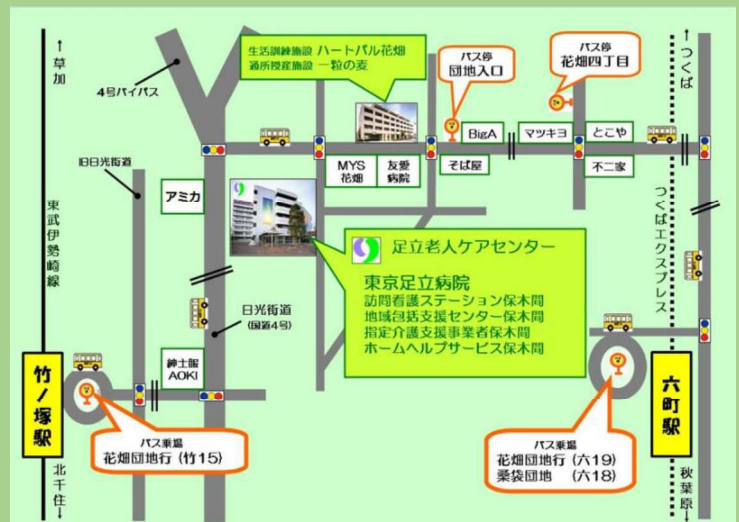 ↑草加
4号バイパス
生活訓練施設 ハートパル花畑
通所授産施設 一粒の麦
バス停
団地入口
バス停
花畑四丁目
↑つくば
BigA
マツキヨ
とこや
MYS
花畑
友愛
病院
そば屋
不二家
旧日光街道
アミカ
東武伊勢崎線
つくばエクスプレス
足立老人ケアセンター
東京足立病院
訪問看護ステーション保木間
地域包括支援センター保木間
指定介護支援事業者保木間
ホームヘルプサービス保木間
日光街道
(国道4号)
紳士服
AOKI
竹ノ塚駅
六町駅
バス乗場
花畑団地行 (竹15)
バス乗場
花畑団地行 (六19)
桑袋団地 (六18)
北千住↓
秋葉原↓